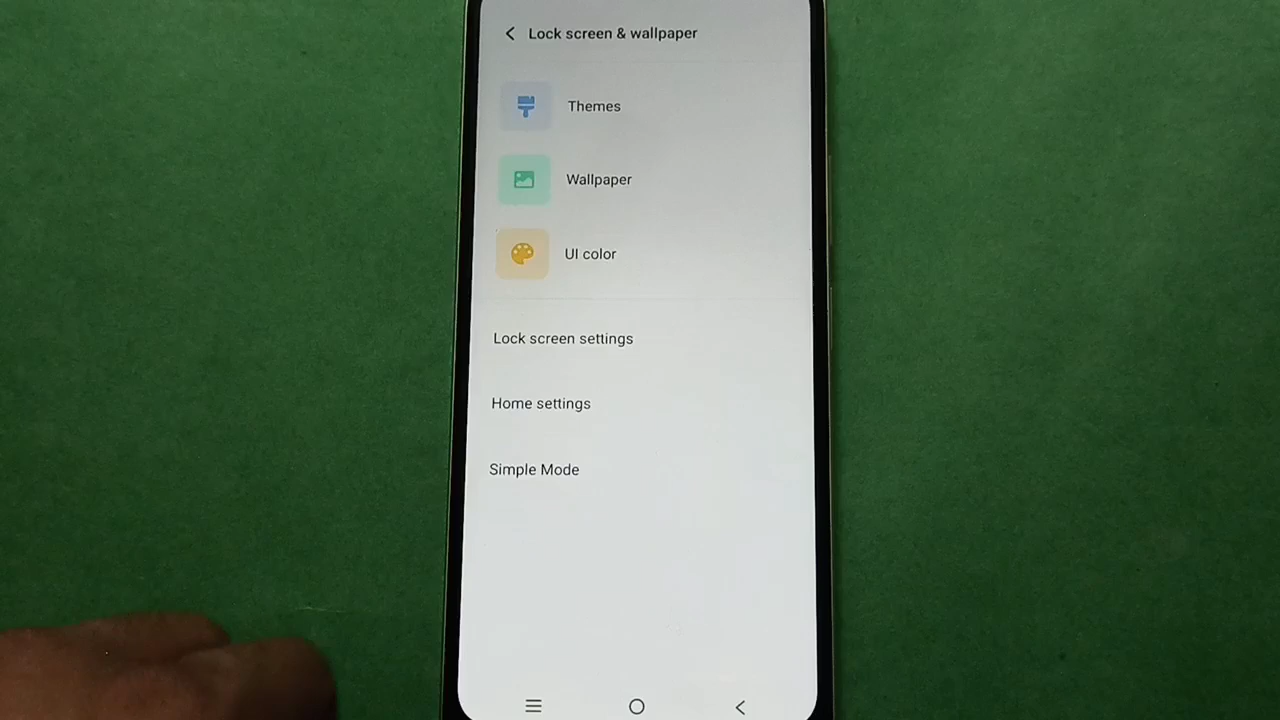 Lock screen & wallpaper
Themes
Wallpaper
UI color
Lock screen settings
Home settings
Simple Mode